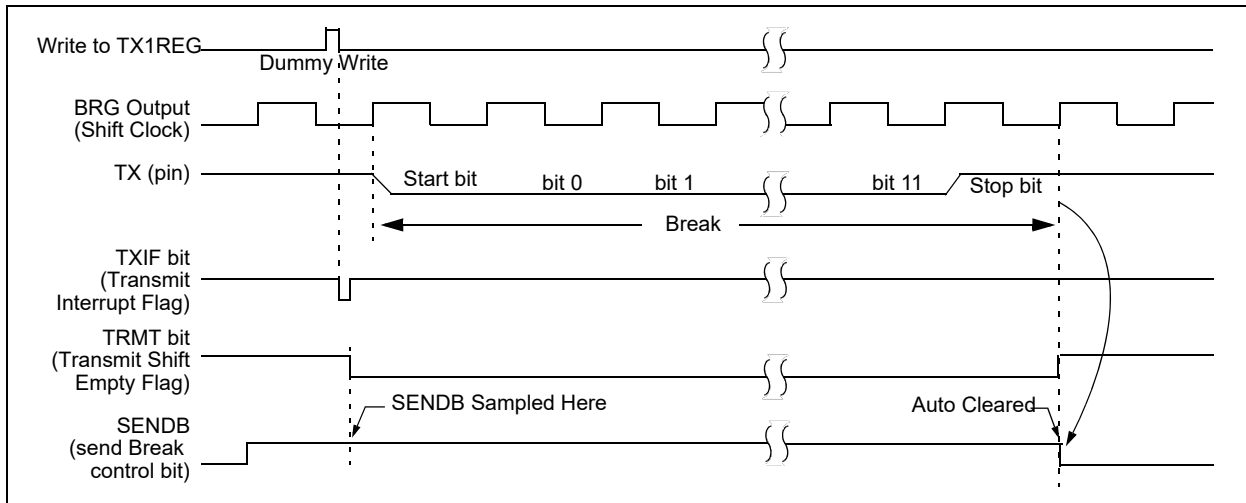 Write to TX1REG
Dummy Write
BRG Output
(Shift Clock)
TX (pin)
Start bit
bit 0
bit 1
bit 11
Stop bit
Break
TXIF bit
(Transmit
Interrupt Flag)
TRMT bit
(Transmit Shift
Empty Flag)
SENDB Sampled Here
Auto Cleared
SENDB
(send Break
control bit)